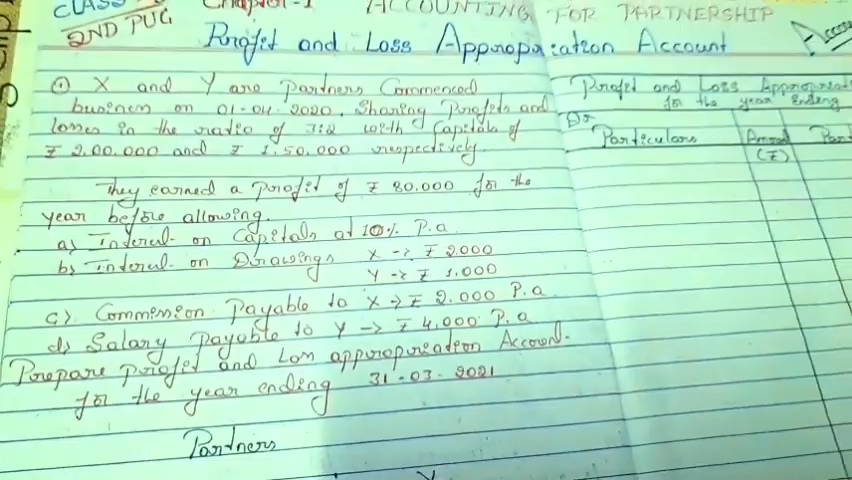 CLASS Chapter-1 ACCOUNTING FOR PARTNERSHIP
2ND PUC
Profit and Loss Appropriation Account
① X and Y are Partners Commenced
business on 01-04-2020, Sharing Profits and
losses in the ratio of 3:2 with Capitals of
₹ 2,00,000 and ₹ 1,50,000 respectively.
They earned a profit of ₹ 80,000 for the
year before allowing.
a) Interest on Capitals at 10% P.a
b) Interest on Drawings X → ₹ 2,000
Y → ₹ 1,000
c) Commission Payable to X → ₹ 2,000 P.a
d) Salary Payable to Y → ₹ 4,000 P.a
Prepare profit and Loss appropriation Account
for the year ending 31-03-2021
Partners
Profit and Loss Appropriat
for the year Ending
Dr
Particulars Amount
(₹)